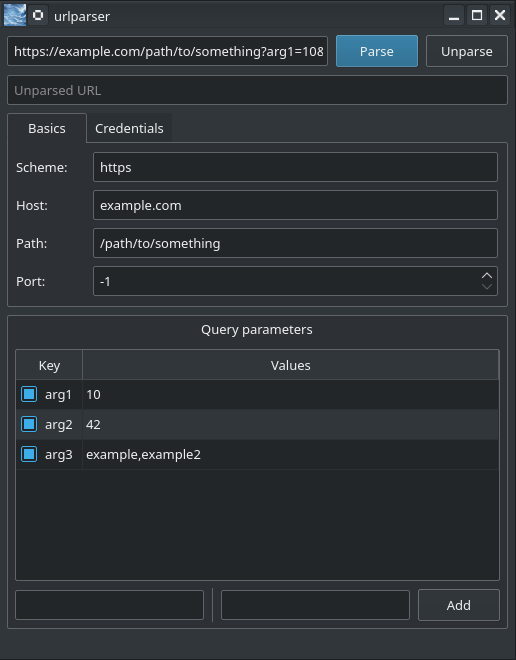 urlparser
https://example.com/path/to/something?arg1=108 Parse Unparse
Unparsed URL
Basics Credentials
Scheme: https
Host: example.com
Path: /path/to/something
Port: -1
Query parameters
Key Values
arg1 10
arg2 42
arg3 example,example2
Add